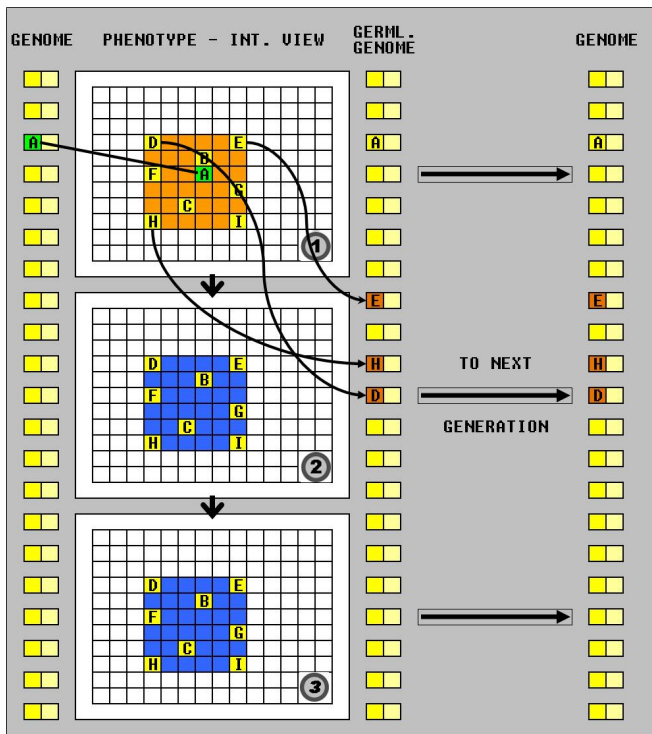 GENOME PHENOTYPE - INT. VIEW GERML. GENOME GENOME
A D E A A
B
F A
G
C
H I
1
E E
D E TO NEXT H H
B
F D D
G
C GENERATION
H I
2
D E
B
F
G
C
H I
3